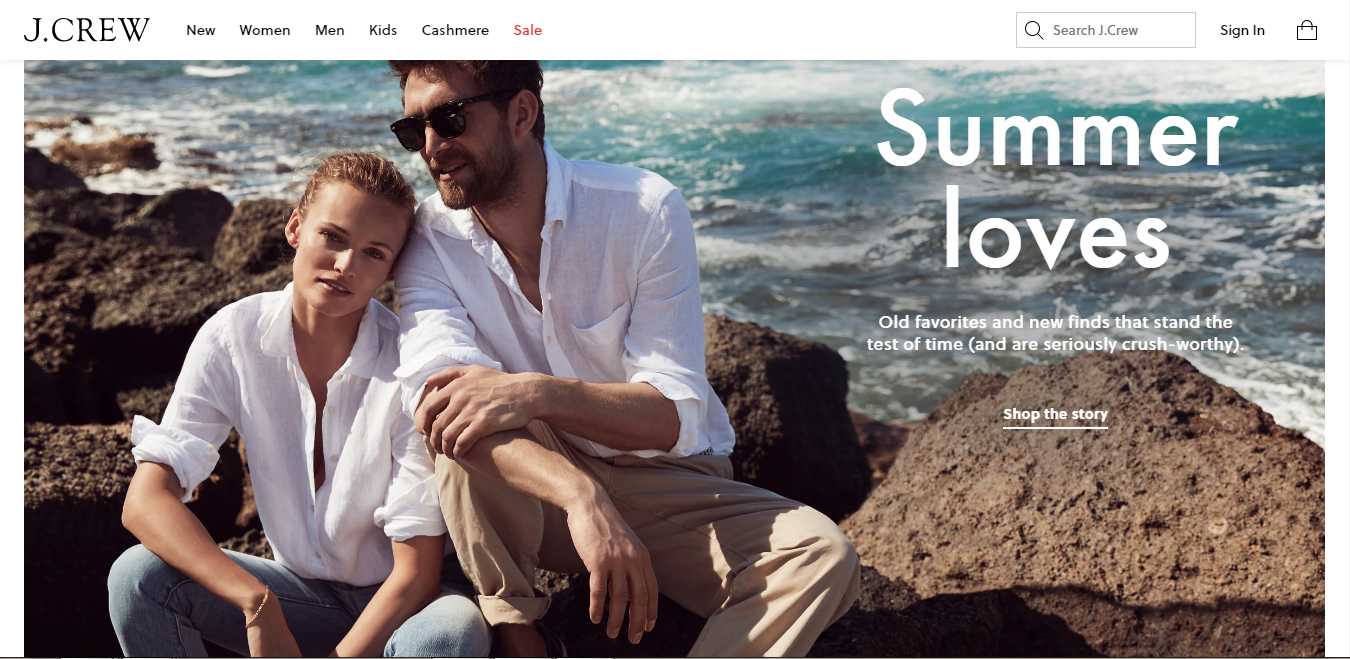 J.CREW New Women Men Kids Cashmere Sale Search J.Crew Sign In
Summer
loves
Old favorites and new finds that stand the
test of time (and are seriously crush-worthy).
Shop the story